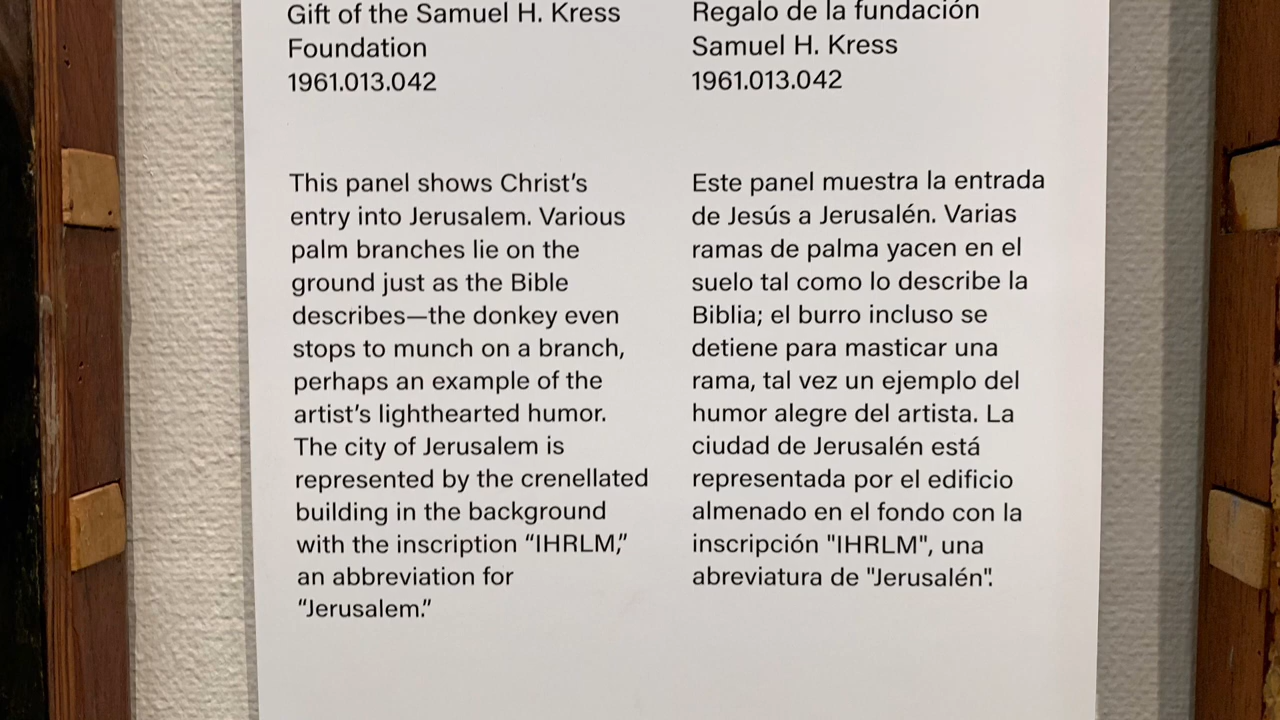 Gift of the Samuel H. Kress
Foundation
1961.013.042
This panel shows Christ’s
entry into Jerusalem. Various
palm branches lie on the
ground just as the Bible
describes—the donkey even
stops to munch on a branch,
perhaps an example of the
artist’s lighthearted humor.
The city of Jerusalem is
represented by the crenellated
building in the background
with the inscription “IHRLM,”
an abbreviation for
“Jerusalem.”
Regalo de la fundación
Samuel H. Kress
1961.013.042
Este panel muestra la entrada
de Jesús a Jerusalén. Varias
ramas de palma yacen en el
suelo tal como lo describe la
Biblia; el burro incluso se
detiene para masticar una
rama, tal vez un ejemplo del
humor alegre del artista. La
ciudad de Jerusalén está
representada por el edificio
almenado en el fondo con la
inscripción "IHRLM", una
abreviatura de "Jerusalén".